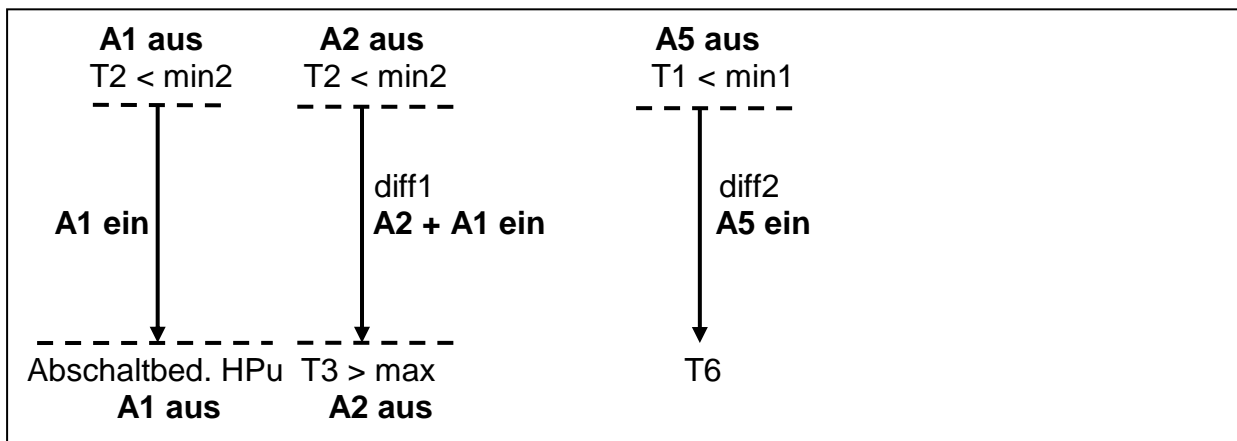 A1 aus A2 aus A5 aus
T2 < min2 T2 < min2 T1 < min1
diff1 diff2
A1 ein A2 + A1 ein A5 ein
Abschaltbed. HPu T3 > max T6
A1 aus A2 aus